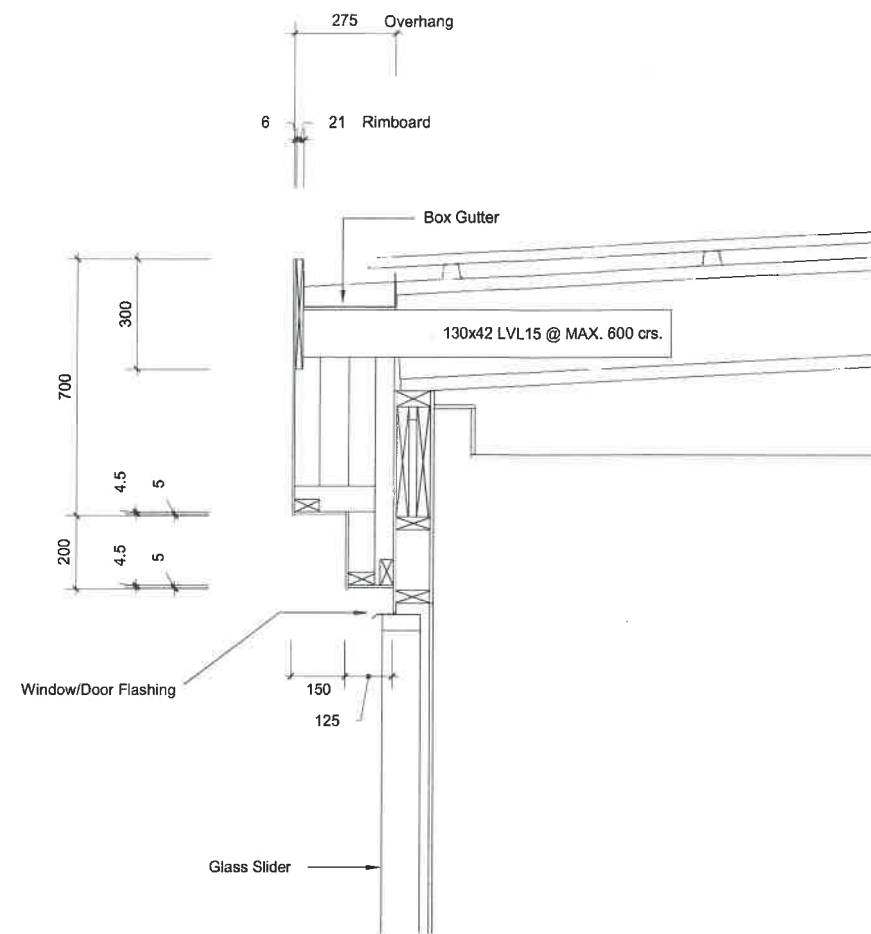 275 Overhang
6 21 Rimboard
Box Gutter
300
130x42 LVL15 @ MAX. 600 crs.
700
4.5 5
200
4.5 5
Window/Door Flashing
150
125
Glass Slider